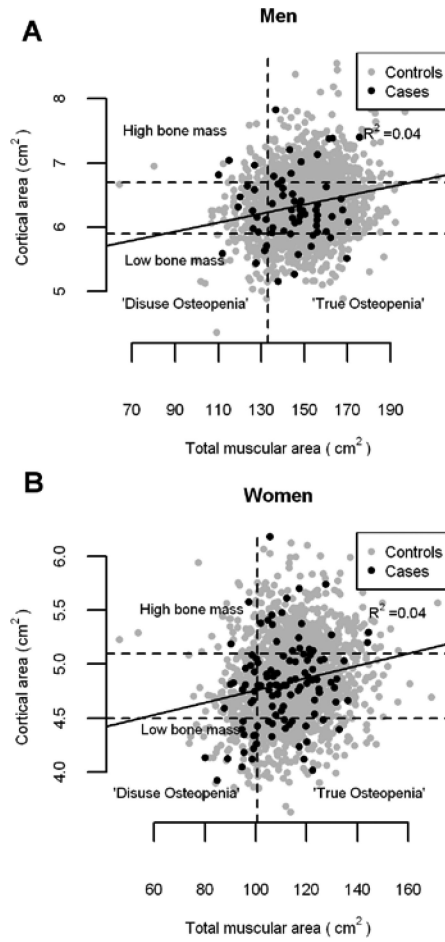 A
Men
Controls
Cases
R² =0.04
High bone mass
Low bone mass
'Disuse Osteopenia'
'True Osteopenia'
Cortical area (cm²)
8
7
6
5
70 90 110 130 150 170 190
Total muscular area ( cm² )
B
Women
Controls
Cases
R² =0.04
High bone mass
Low bone mass
'Disuse Osteopenia'
'True Osteopenia'
Cortical area (cm²)
6.0
5.5
5.0
4.5
4.0
60 80 100 120 140 160
Total muscular area ( cm² )